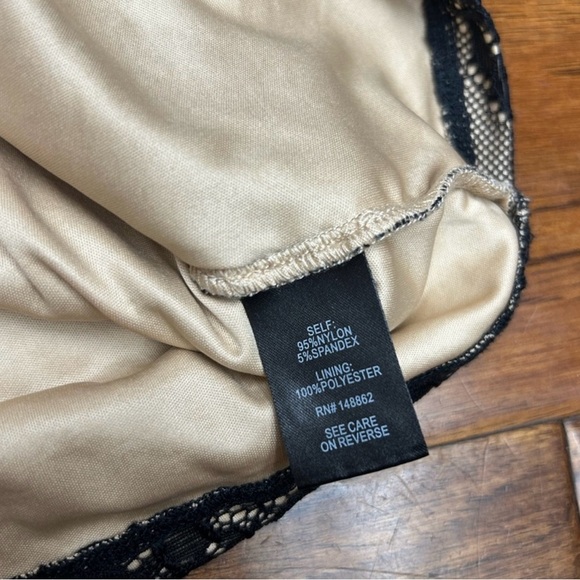 SELF:
95%NYLON
5%SPANDEX
LINING:
100%POLYESTER
RN# 148862
SEE CARE
ON REVERSE